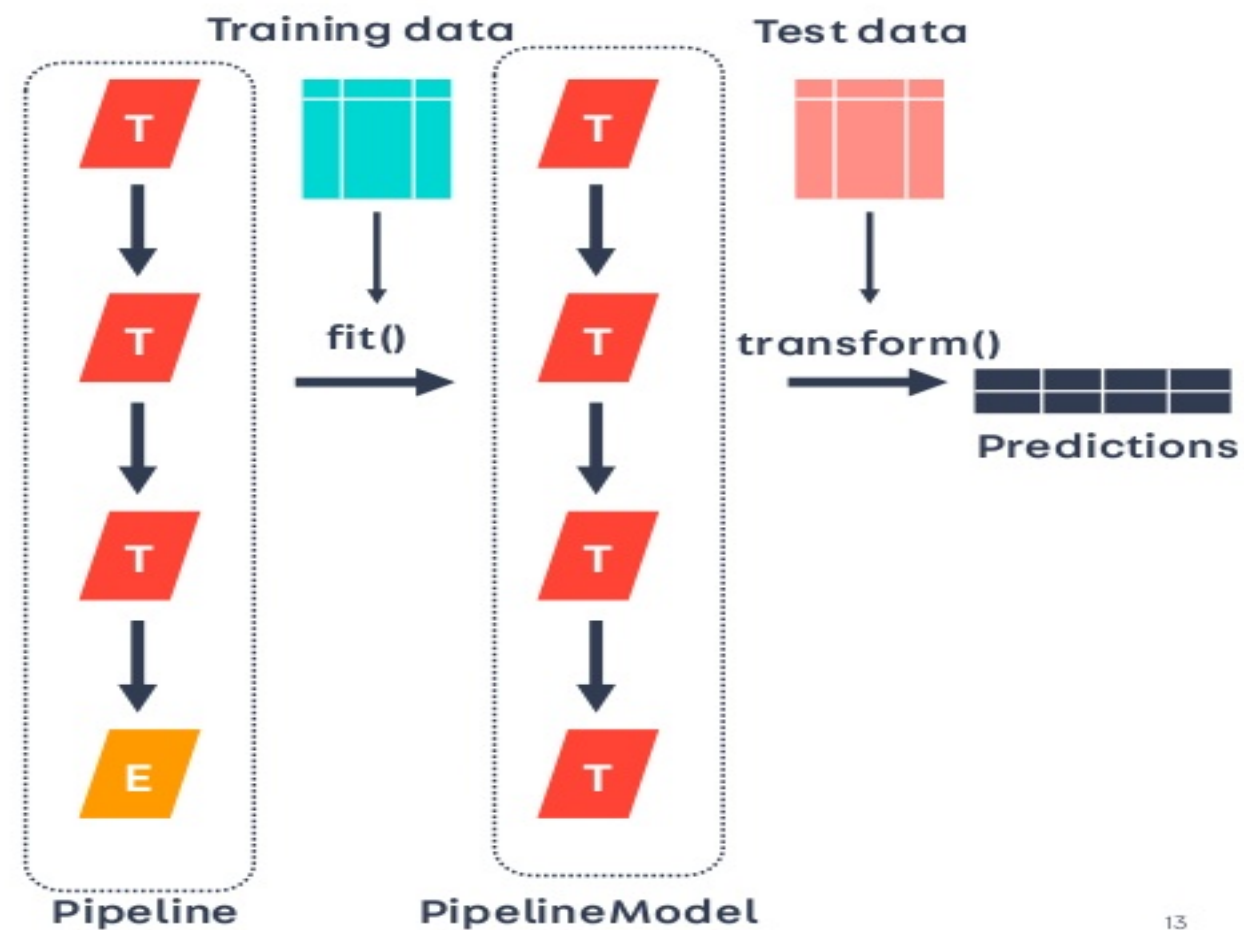 Training data
Test data
T
T
T
E
Pipeline
fit()
T
T
T
T
PipelineModel
transform()
Predictions
13